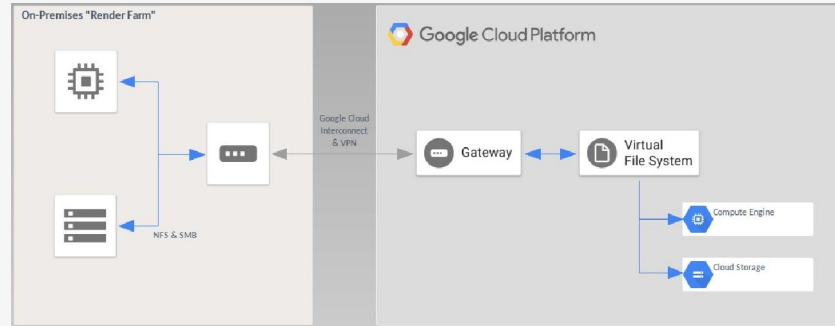 On-Premises "Render Farm"
Google Cloud Platform
Google Cloud
Interconnect
& VPN
Gateway
Virtual
File System
NFS & SMB
Compute Engine
Cloud Storage